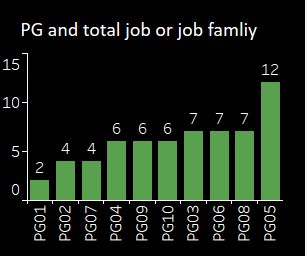 PG and total job or job famliy
15
10
5
0
2
4
4
6
6
6
7
7
7
12
PG01
PG02
PG07
PG04
PG09
PG10
PG03
PG06
PG08
PG05